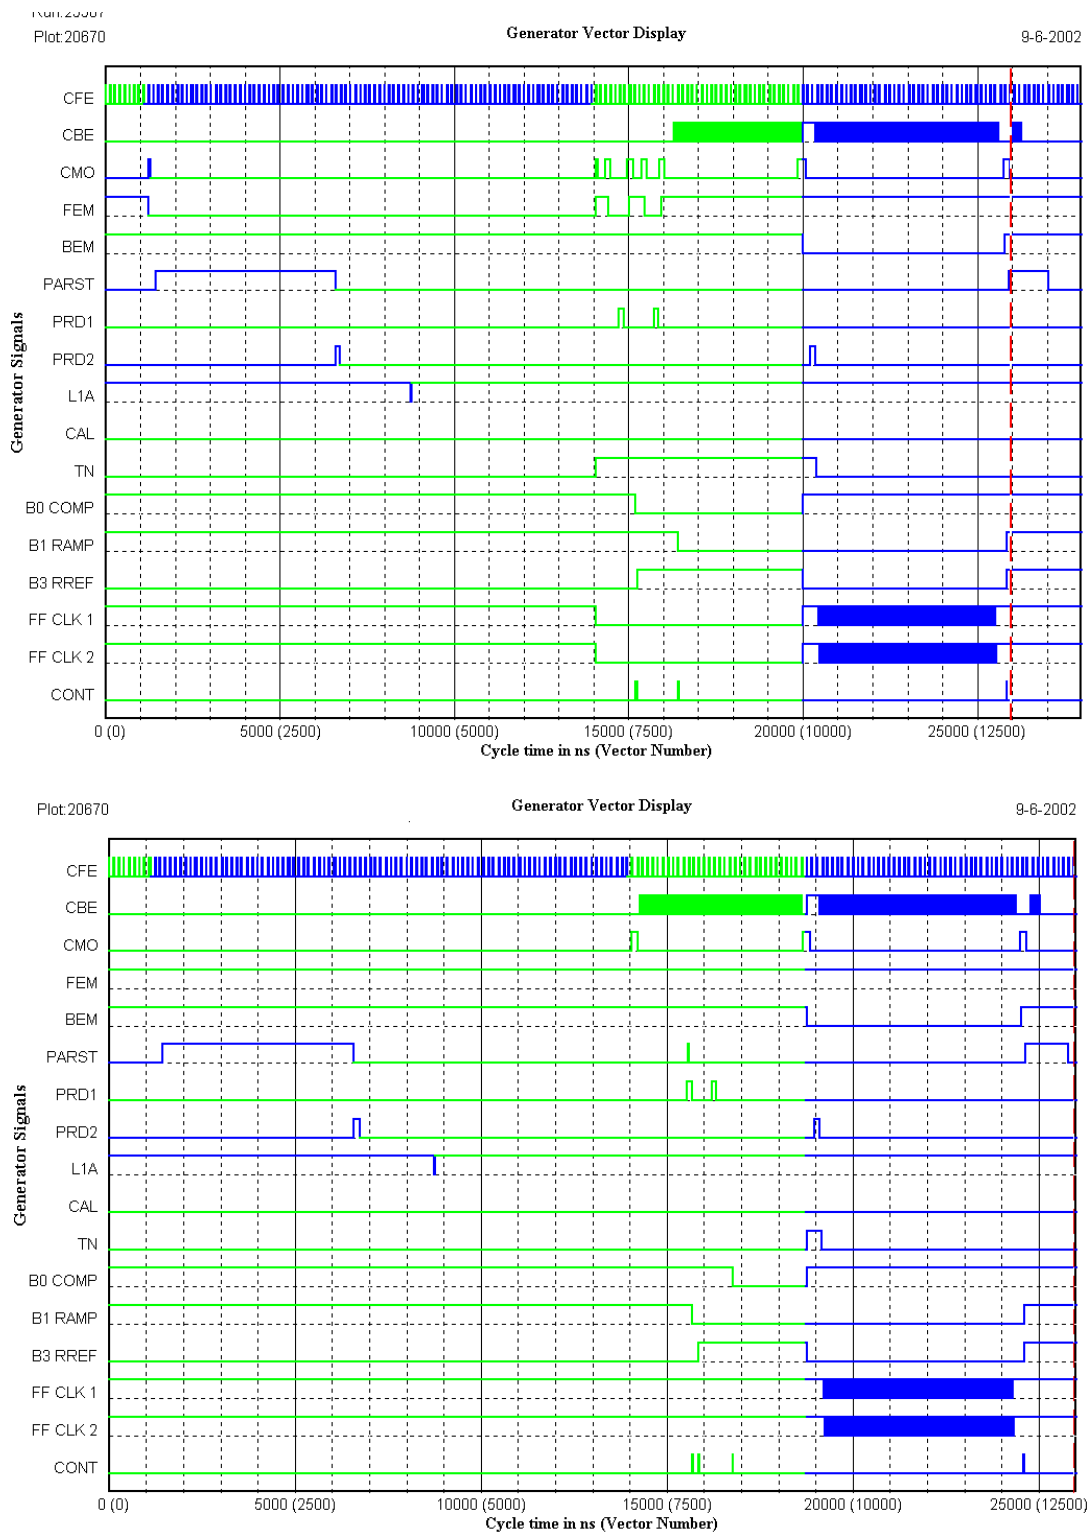 Plot:20670 Generator Vector Display 9-6-2002
CFE
CBE
CMO
FEM
BEM
PARST
PRD1
PRD2
L1A
CAL
TN
B0 COMP
B1 RAMP
B3 RREF
FF CLK 1
FF CLK 2
CONT
Generator Signals
0 (0) 5000 (2500) 10000 (5000) 15000 (7500) 20000 (10000) 25000 (12500)
Cycle time in ns (Vector Number)
Plot:20670 Generator Vector Display 9-6-2002
CFE
CBE
CMO
FEM
BEM
PARST
PRD1
PRD2
L1A
CAL
TN
B0 COMP
B1 RAMP
B3 RREF
FF CLK 1
FF CLK 2
CONT
Generator Signals
0 (0) 5000 (2500) 10000 (5000) 15000 (7500) 20000 (10000) 25000 (12500)
Cycle time in ns (Vector Number)